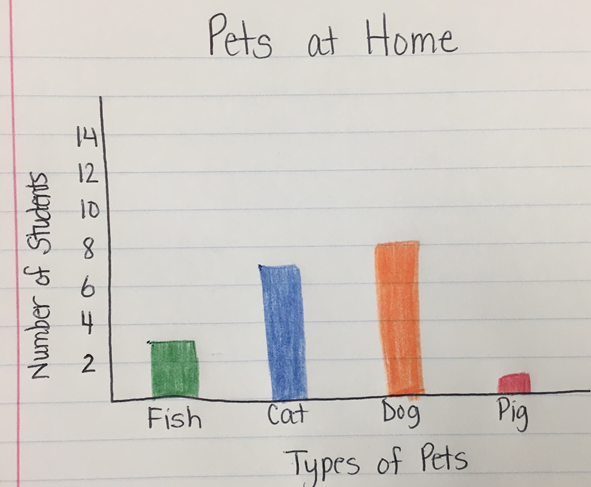 Pets at Home
Number of Students
14
12
10
8
6
4
2
Fish Cat Dog Pig
Types of Pets